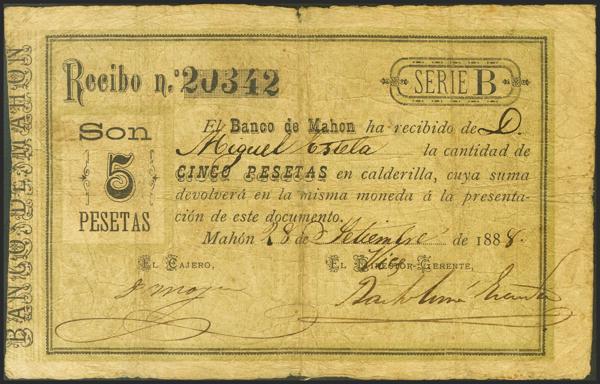 BANCO DE MAHON
Recibo n.º 20342
SERIE B
Son
5
PESETAS
El Banco de Mahon ha recibido de D.
Miguel Estela la cantidad de
CINCO PESETAS en calderilla, cuya suma
devolverá en la misma moneda á la presenta-
ción de este documento.
Mahón 28 de Setiembre de 1888.
EL CAJERO,
EL DIRECTOR-GERENTE,
Vice